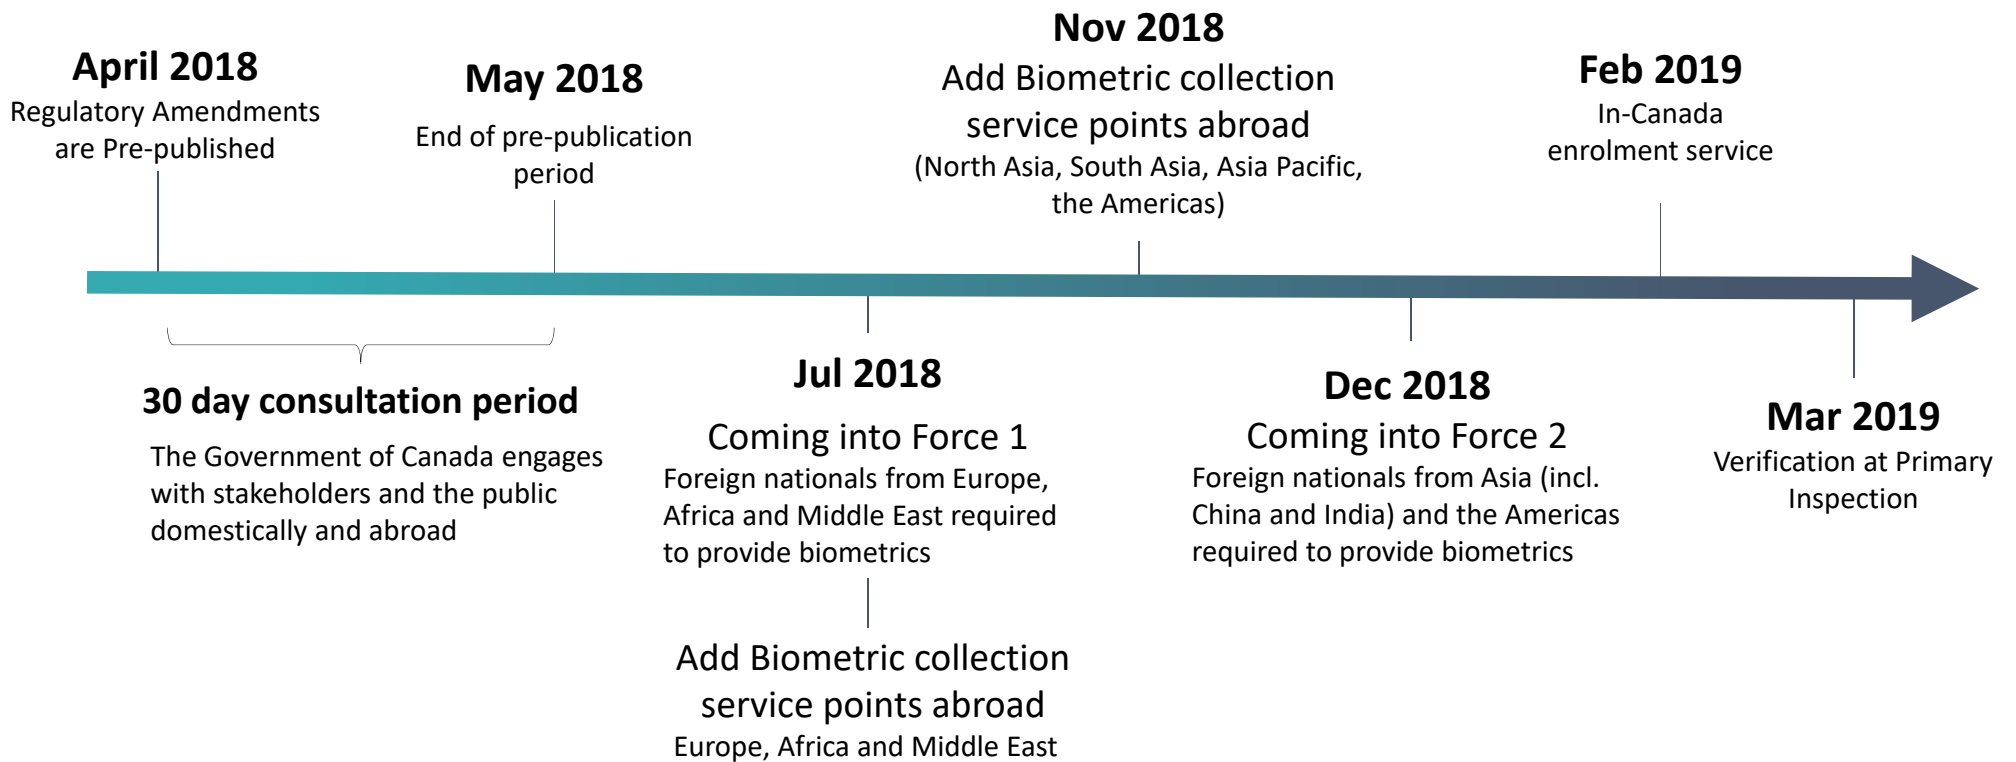 April 2018
Regulatory Amendments
are Pre-published
May 2018
End of pre-publication
period
Nov 2018
Add Biometric collection
service points abroad
(North Asia, South Asia, Asia Pacific,
the Americas)
Feb 2019
In-Canada
enrolment service
30 day consultation period
The Government of Canada engages
with stakeholders and the public
domestically and abroad
Jul 2018
Coming into Force 1
Foreign nationals from Europe,
Africa and Middle East required
to provide biometrics
Add Biometric collection
service points abroad
Europe, Africa and Middle East
Dec 2018
Coming into Force 2
Foreign nationals from Asia (incl.
China and India) and the Americas
required to provide biometrics
Mar 2019
Verification at Primary
Inspection